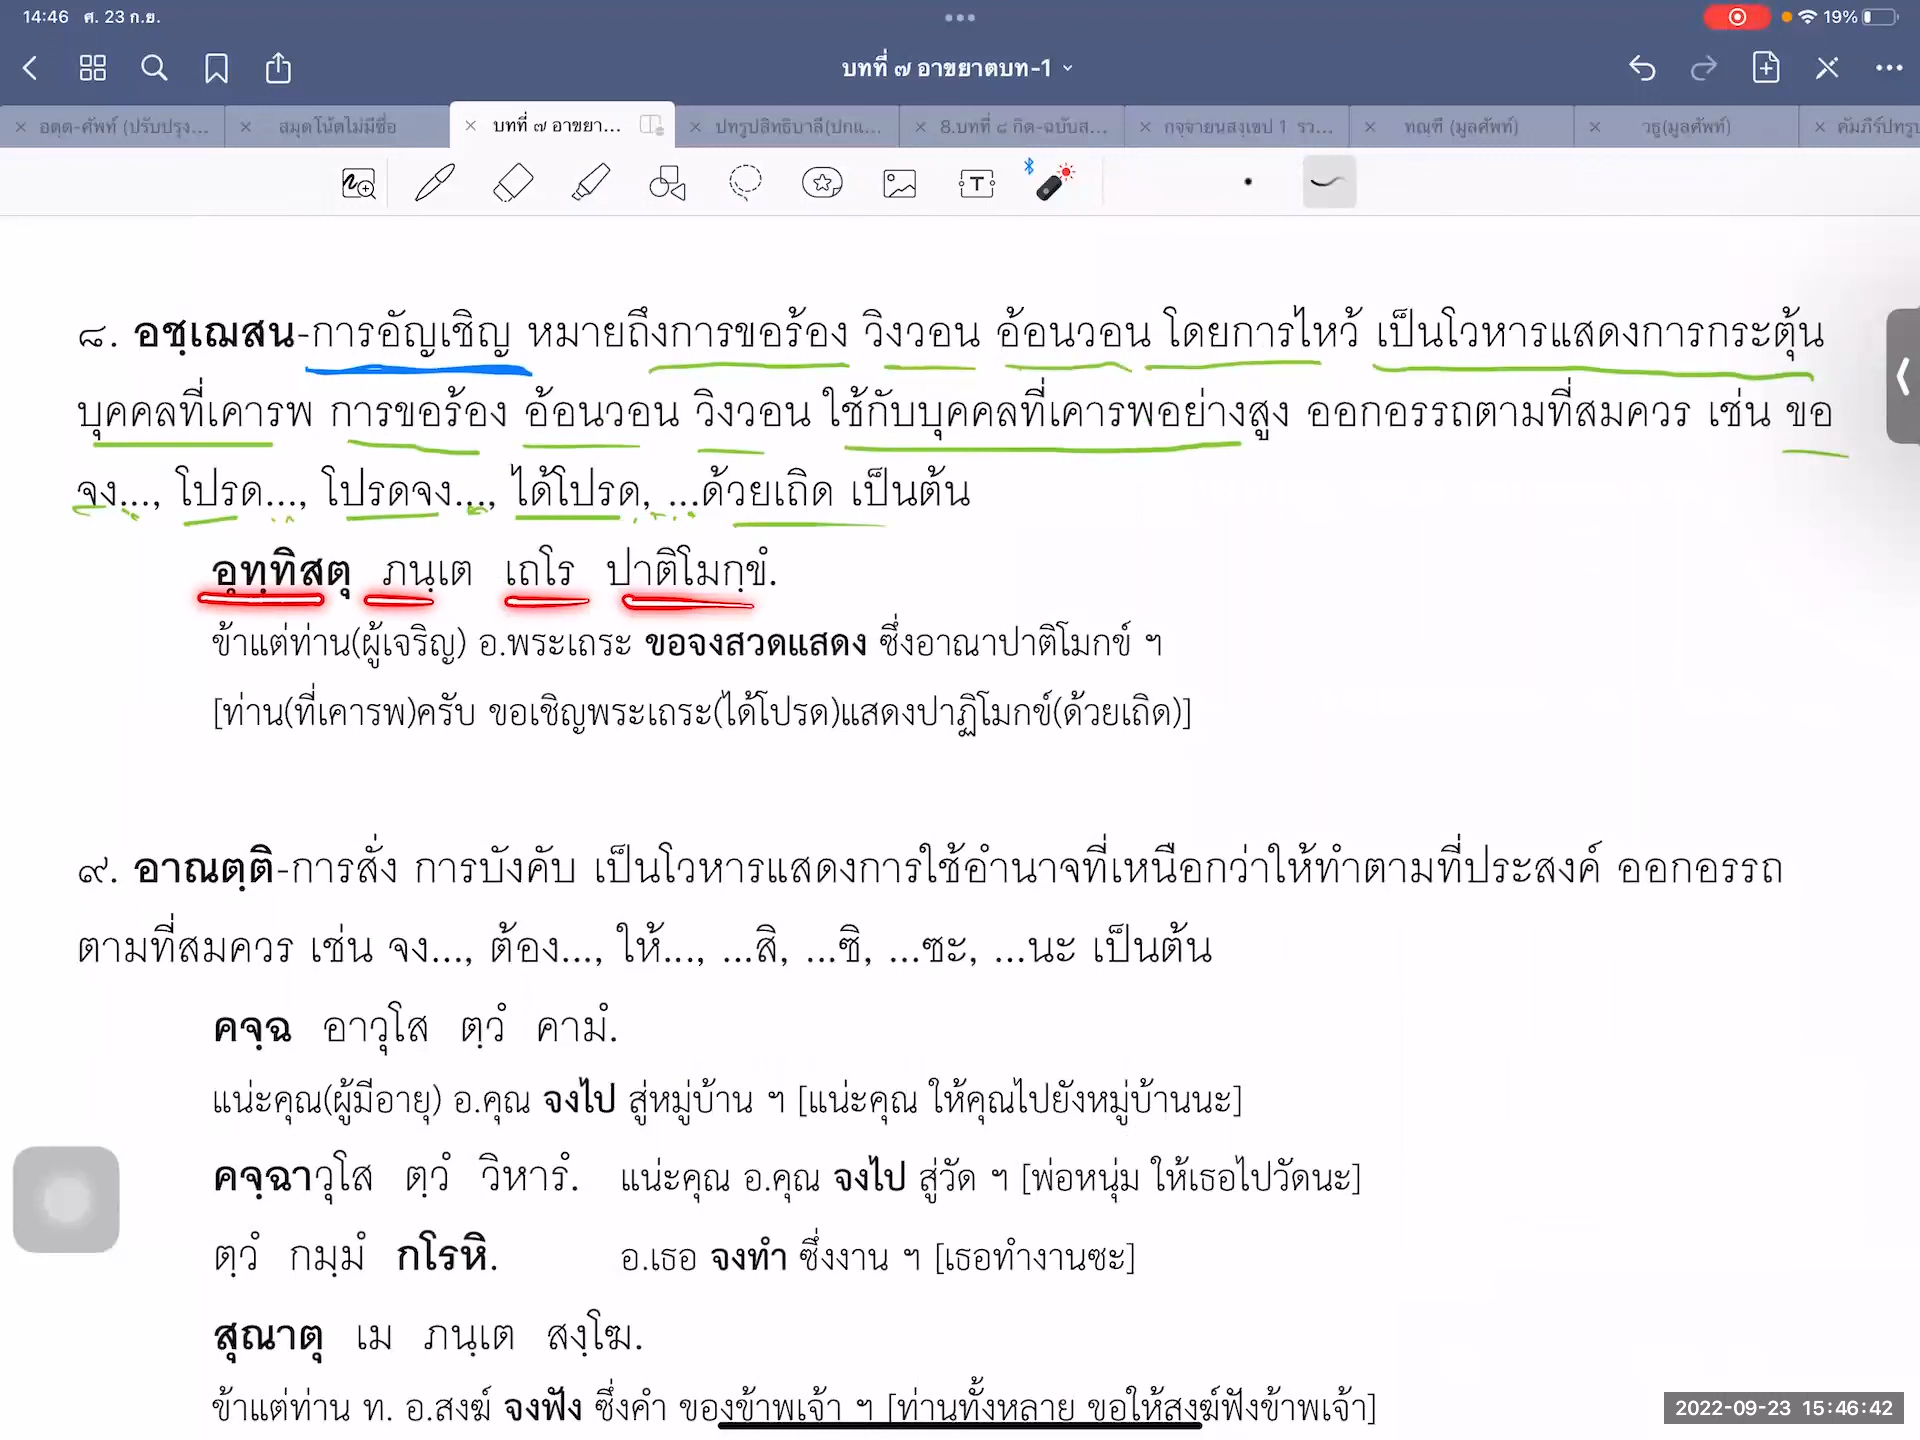 14:46 ศ. 23 ก.ย.
19%
บทที่ ๗ อาขยาตบท-1
อตฺต-ศัพท์ (ปรับปรุง...
สมุดโน้ตไม่มีชื่อ
บทที่ ๗ อาขยา...
ปทรูปสิทธิบาลี(ปกแ...
8.บทที่ ๘ กิต-ฉบับส...
กจฺจายนสงฺเขป 1 รว...
ทณฺฑี (มูลศัพท์)
วธู(มูลศัพท์)
คัมภีร์ปทรูป
๘. อชฺเฌสน-การอัญเชิญ หมายถึงการขอร้อง วิงวอน อ้อนวอน โดยการไหว้ เป็นโวหารแสดงการกระตุ้น
บุคคลที่เคารพ การขอร้อง อ้อนวอน วิงวอน ใช้กับบุคคลที่เคารพอย่างสูง ออกอรรถตามที่สมควร เช่น ขอ
จง..., โปรด..., โปรดจง..., ได้โปรด, ...ด้วยเถิด เป็นต้น
อุทฺทิสตุ ภนฺเต เถโร ปาติโมกฺขํ.
ข้าแต่ท่าน(ผู้เจริญ) อ.พระเถระ ขอจงสวดแสดง ซึ่งอาณาปาติโมกข์ ฯ
[ท่าน(ที่เคารพ)ครับ ขอเชิญพระเถระ(ได้โปรด)แสดงปาฏิโมกข์(ด้วยเถิด)]
๙. อาณตฺติ-การสั่ง การบังคับ เป็นโวหารแสดงการใช้อำนาจที่เหนือกว่าให้ทำตามที่ประสงค์ ออกอรรถ
ตามที่สมควร เช่น จง..., ต้อง..., ให้..., ...สิ, ...ซิ, ...ซะ, ...นะ เป็นต้น
คจฺฉ อาวุโส ตฺวํ คามํ.
แน่ะคุณ(ผู้มีอายุ) อ.คุณ จงไป สู่หมู่บ้าน ฯ [แน่ะคุณ ให้คุณไปยังหมู่บ้านนะ]
คจฺฉาวุโส ตฺวํ วิหารํ. แน่ะคุณ อ.คุณ จงไป สู่วัด ฯ [พ่อหนุ่ม ให้เธอไปวัดนะ]
ตฺวํ กมฺมํ กโรหิ. อ.เธอ จงทำ ซึ่งงาน ฯ [เธอทำงานซะ]
สุณาตุ เม ภนฺเต สงฺโฆ.
ข้าแต่ท่าน ท. อ.สงฆ์ จงฟัง ซึ่งคำ ของข้าพเจ้า ฯ [ท่านทั้งหลาย ขอให้สงฆ์ฟังข้าพเจ้า]
2022-09-23 15:46:42